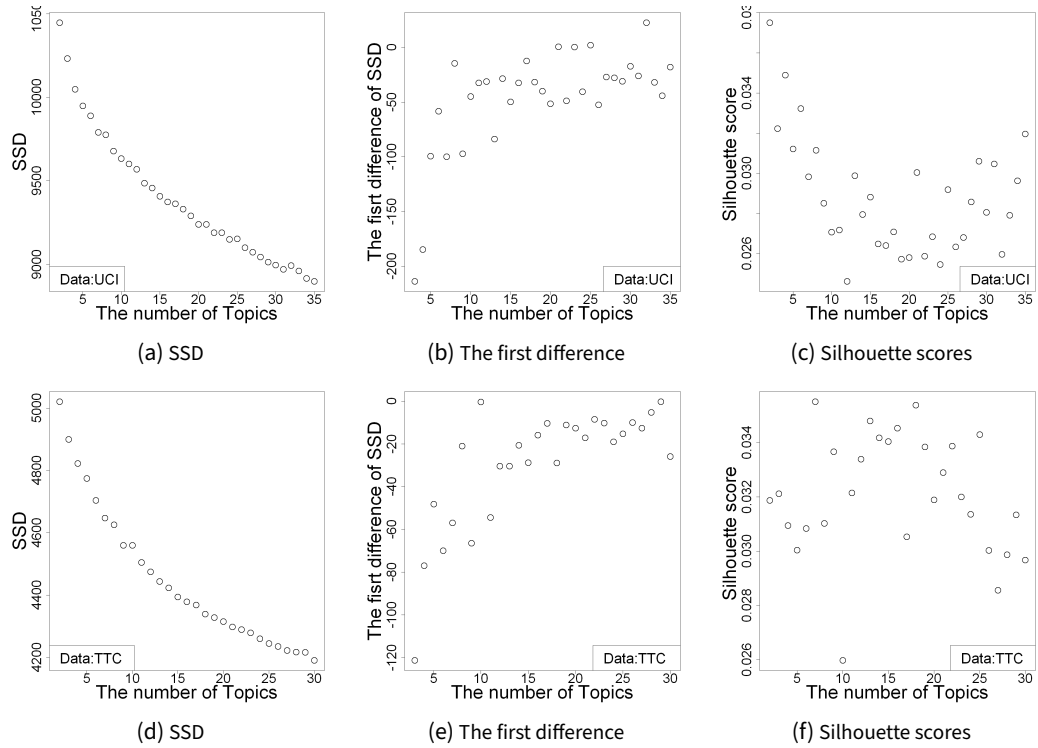 SSD
1050
10000
9500
9000
Data:UCI
5 10 15 20 25 30 35
The number of Topics
(a) SSD
The fisrt difference of SSD
0
-50
-100
-150
-200
Data:UCI
5 10 15 20 25 30 35
The number of Topics
(b) The first difference
Silhouette score
0.034
0.030
0.026
Data:UCI
5 10 15 20 25 30 35
The number of Topics
(c) Silhouette scores
SSD
5000
4800
4600
4400
4200
Data:TTC
5 10 15 20 25 30
The number of Topics
(d) SSD
The fisrt difference of SSD
0
-20
-40
-60
-80
-100
-120
Data:TTC
5 10 15 20 25 30
The number of Topics
(e) The first difference
Silhouette score
0.034
0.032
0.030
0.028
0.026
Data:TTC
5 10 15 20 25 30
The number of Topics
(f) Silhouette scores